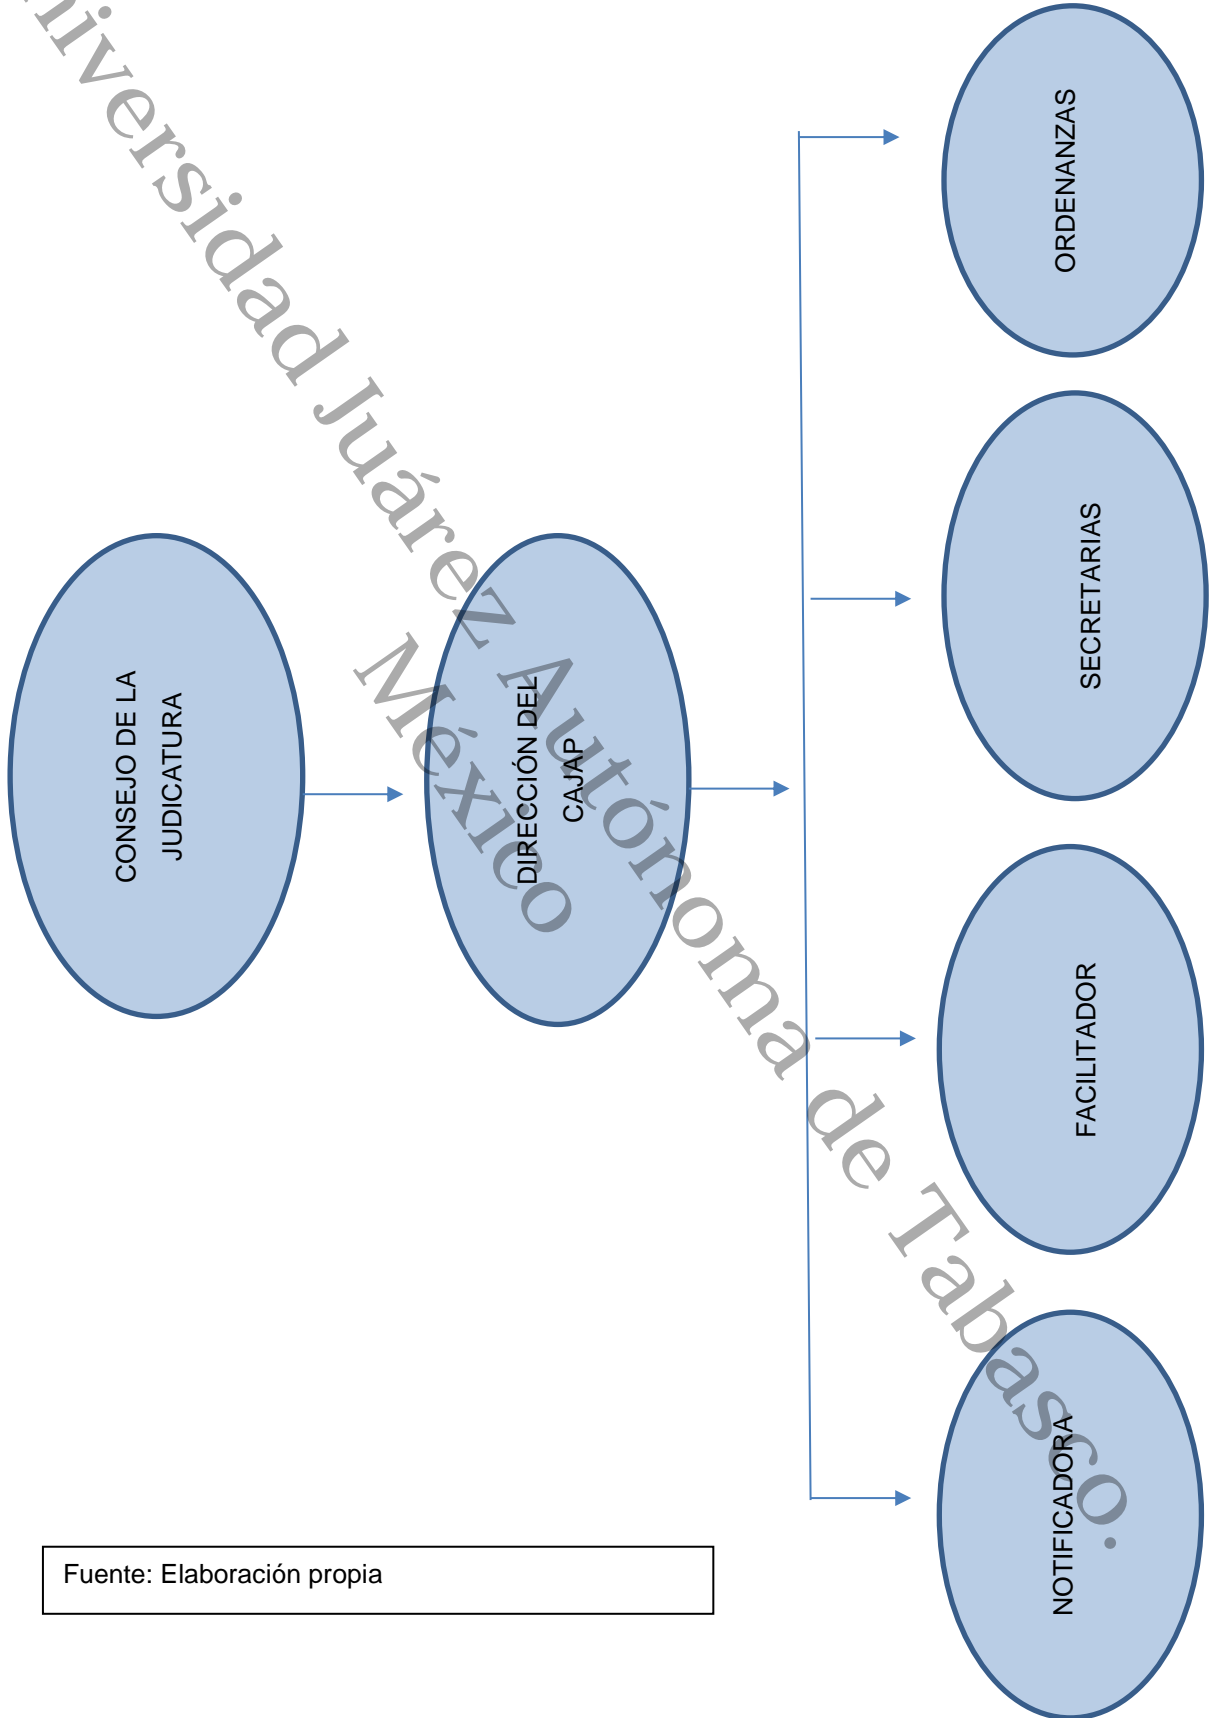 CONSEJO DE LA
JUDICATURA
DIRECCIÓN DEL
CAJAP
NOTIFICADORA
FACILITADOR
SECRETARIAS
ORDENANZAS
Fuente: Elaboración propia
niversidad Juárez Autónoma de Tabasco.
México